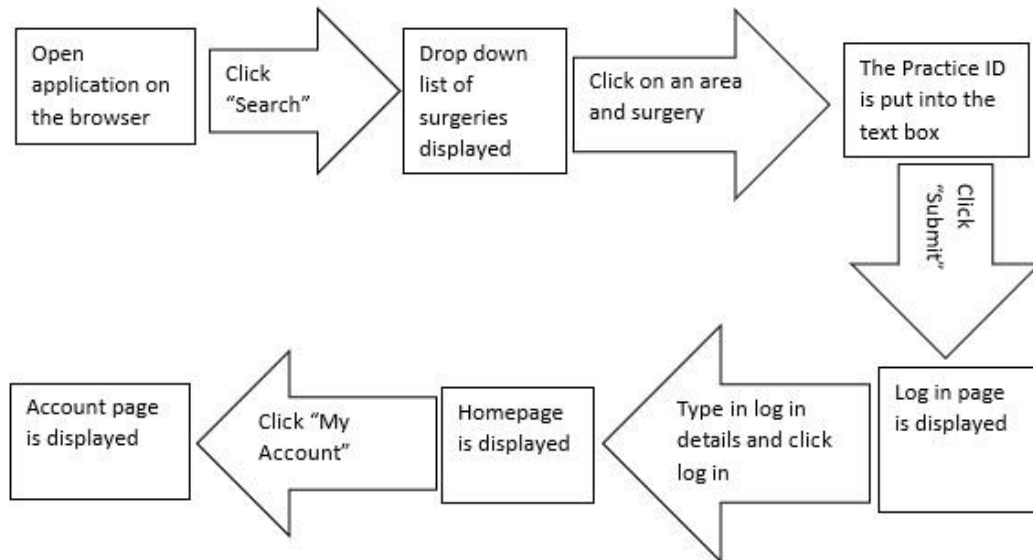 Open
application on
the browser
Click
“Search”
Drop down
list of
surgeries
displayed
Click on an area
and surgery
The Practice ID
is put into the
text box
Click
“Submit”
Log in page
is displayed
Type in log in
details and click
log in
Homepage
is displayed
Click “My
Account”
Account page
is displayed